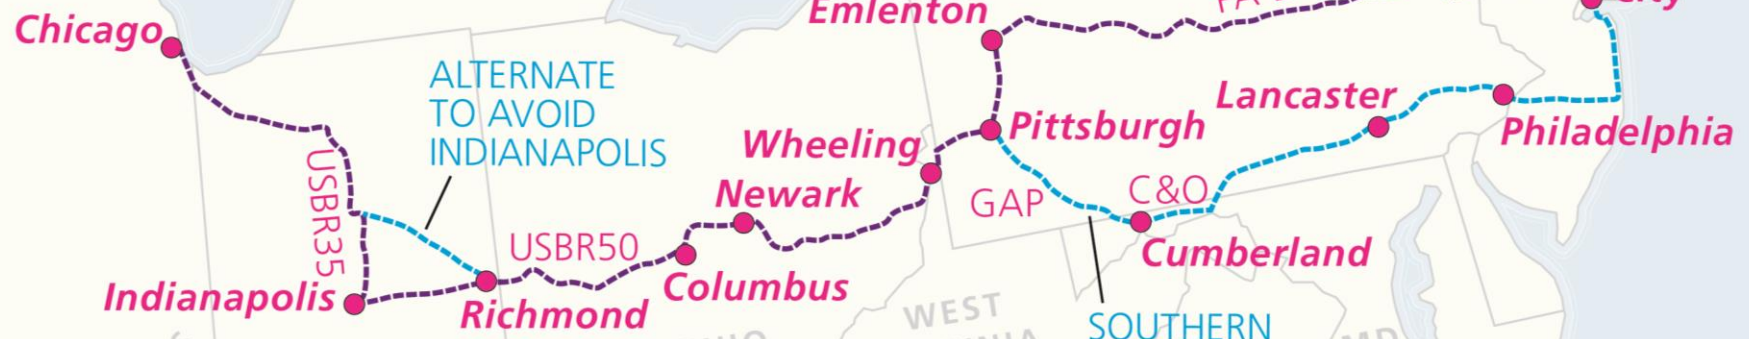 Chicago
Emlenton
ALTERNATE
TO AVOID
INDIANAPOLIS
Lancaster
Philadelphia
Pittsburgh
Wheeling
Newark
USBR35
GAP
C&O
USBR50
Cumberland
Columbus
Indianapolis
Richmond
WEST
SOUTHERN
MD